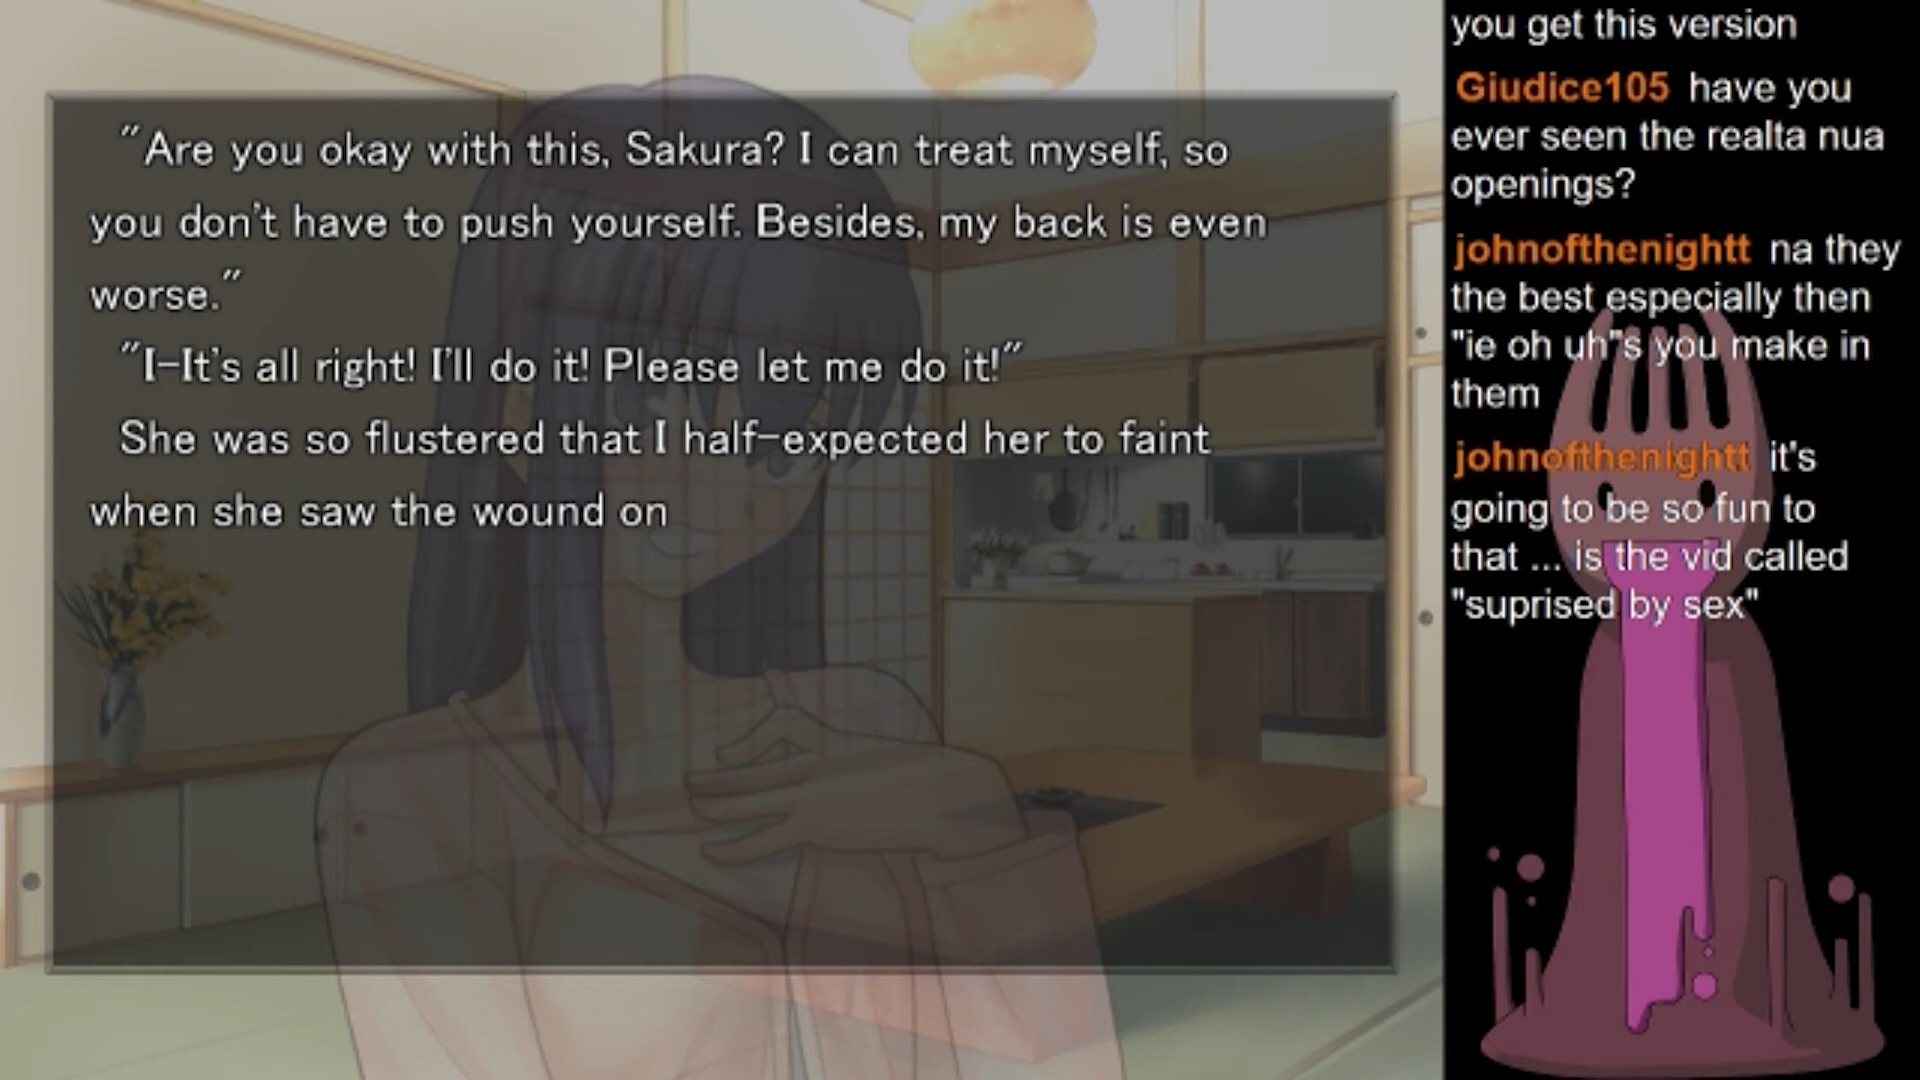 "Are you okay with this, Sakura? I can treat myself, so
you don't have to push yourself. Besides, my back is even
worse."
"I-It's all right! I'll do it! Please let me do it!"
She was so flustered that I half-expected her to faint
when she saw the wound on
you get this version
Giudice105 have you
ever seen the realta nua
openings?
johnofthenightt na they
the best especially then
"ie oh uh"s you make in
them
johnofthenightt it's
going to be so fun to
that ... is the vid called
"suprised by sex"